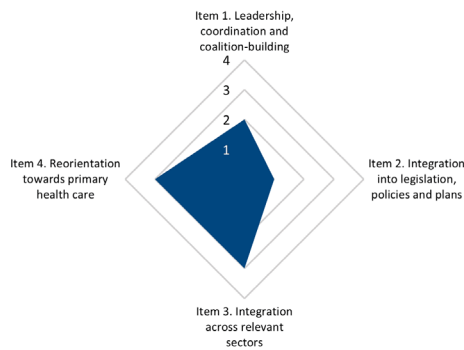 Item 1. Leadership,
coordination and
coalition-building
4
3
2
1
Item 4. Reorientation
towards primary
health care
Item 2. Integration
into legislation,
policies and plans
Item 3. Integration
across relevant
sectors